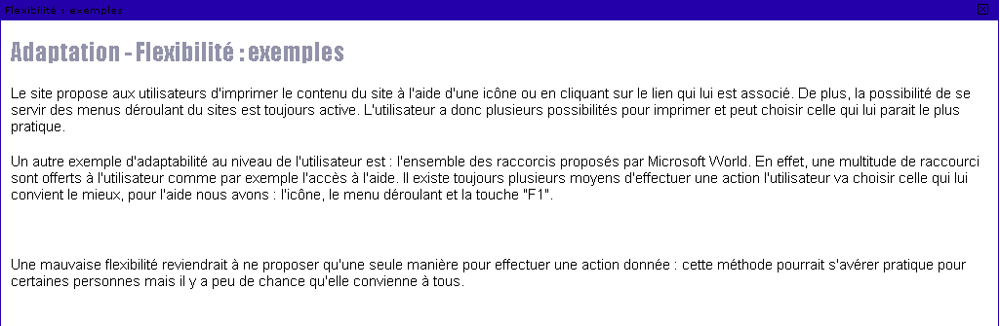 Flexibilité : exemples
Adaptation - Flexibilité : exemples
Le site propose aux utilisateurs d'imprimer le contenu du site à l'aide d'une icône ou en cliquant sur le lien qui lui est associé. De plus, la possibilité de se
servir des menus déroulant du sites est toujours active. L'utilisateur a donc plusieurs possibilités pour imprimer et peut choisir celle qui lui parait le plus
pratique.
Un autre exemple d'adaptabilité au niveau de l'utilisateur est : l'ensemble des raccorcis proposés par Microsoft World. En effet, une multitude de raccourci
sont offerts à l'utilisateur comme par exemple l'accès à l'aide. Il existe toujours plusieurs moyens d'effectuer une action l'utilisateur va choisir celle qui lui
convient le mieux, pour l'aide nous avons : l'icône, le menu déroulant et la touche "F1".
Une mauvaise flexibilité reviendrait à ne proposer qu'une seule manière pour effectuer une action donnée : cette méthode pourrait s'avérer pratique pour
certaines personnes mais il y a peu de chance qu'elle convienne à tous.